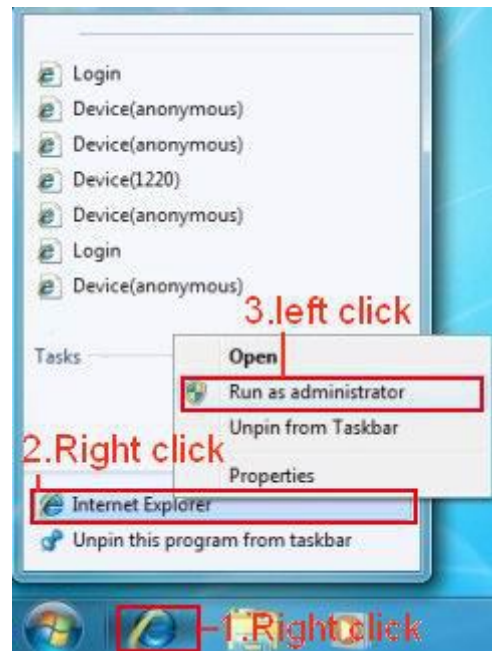 Login
Device(anonymous)
Device(anonymous)
Device(1220)
Device(anonymous)
Login
Device(anonymous)
3.left click
Tasks
Open
Run as administrator
Unpin from Taskbar
2.Right click
Properties
Internet Explorer
Unpin this program from taskbar
1.Right click